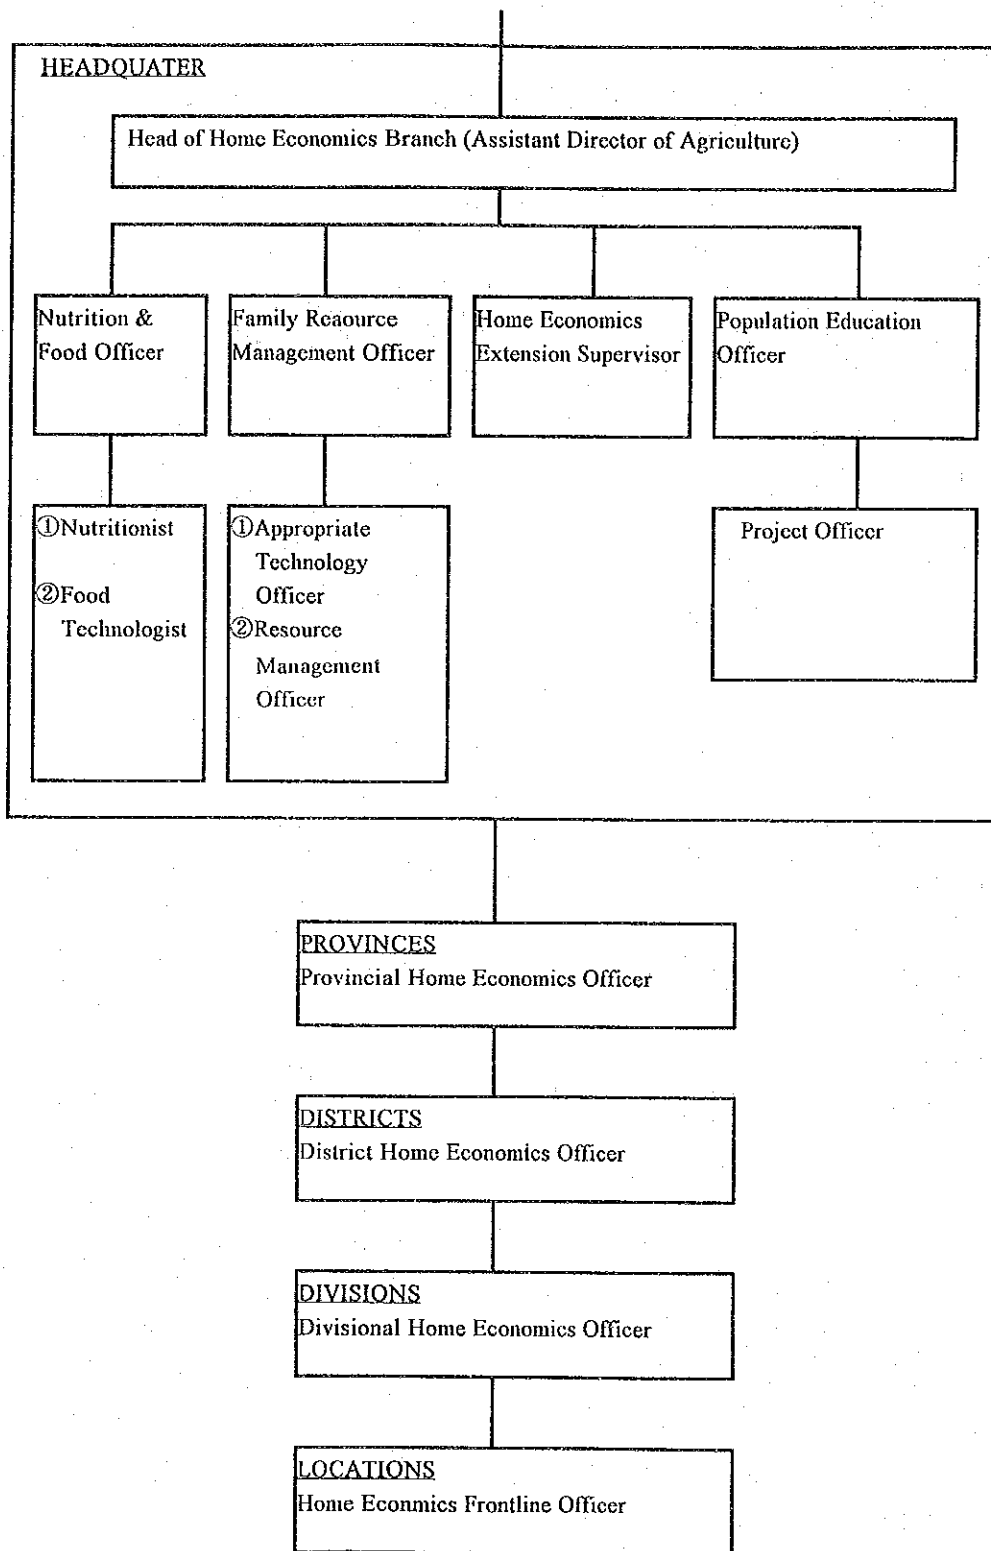 HEADQUATER
Head of Home Economics Branch (Assistant Director of Agriculture)
Nutrition &
Food Officer
Family Reaource
Management Officer
Home Economics
Extension Supervisor
Population Education
Officer
①Nutritionist
②Food
Technologist
①Appropriate
Technology
Officer
②Resource
Management
Officer
Project Officer
PROVINCES
Provincial Home Economics Officer
DISTRICTS
District Home Economics Officer
DIVISIONS
Divisional Home Economics Officer
LOCATIONS
Home Econmics Frontline Officer